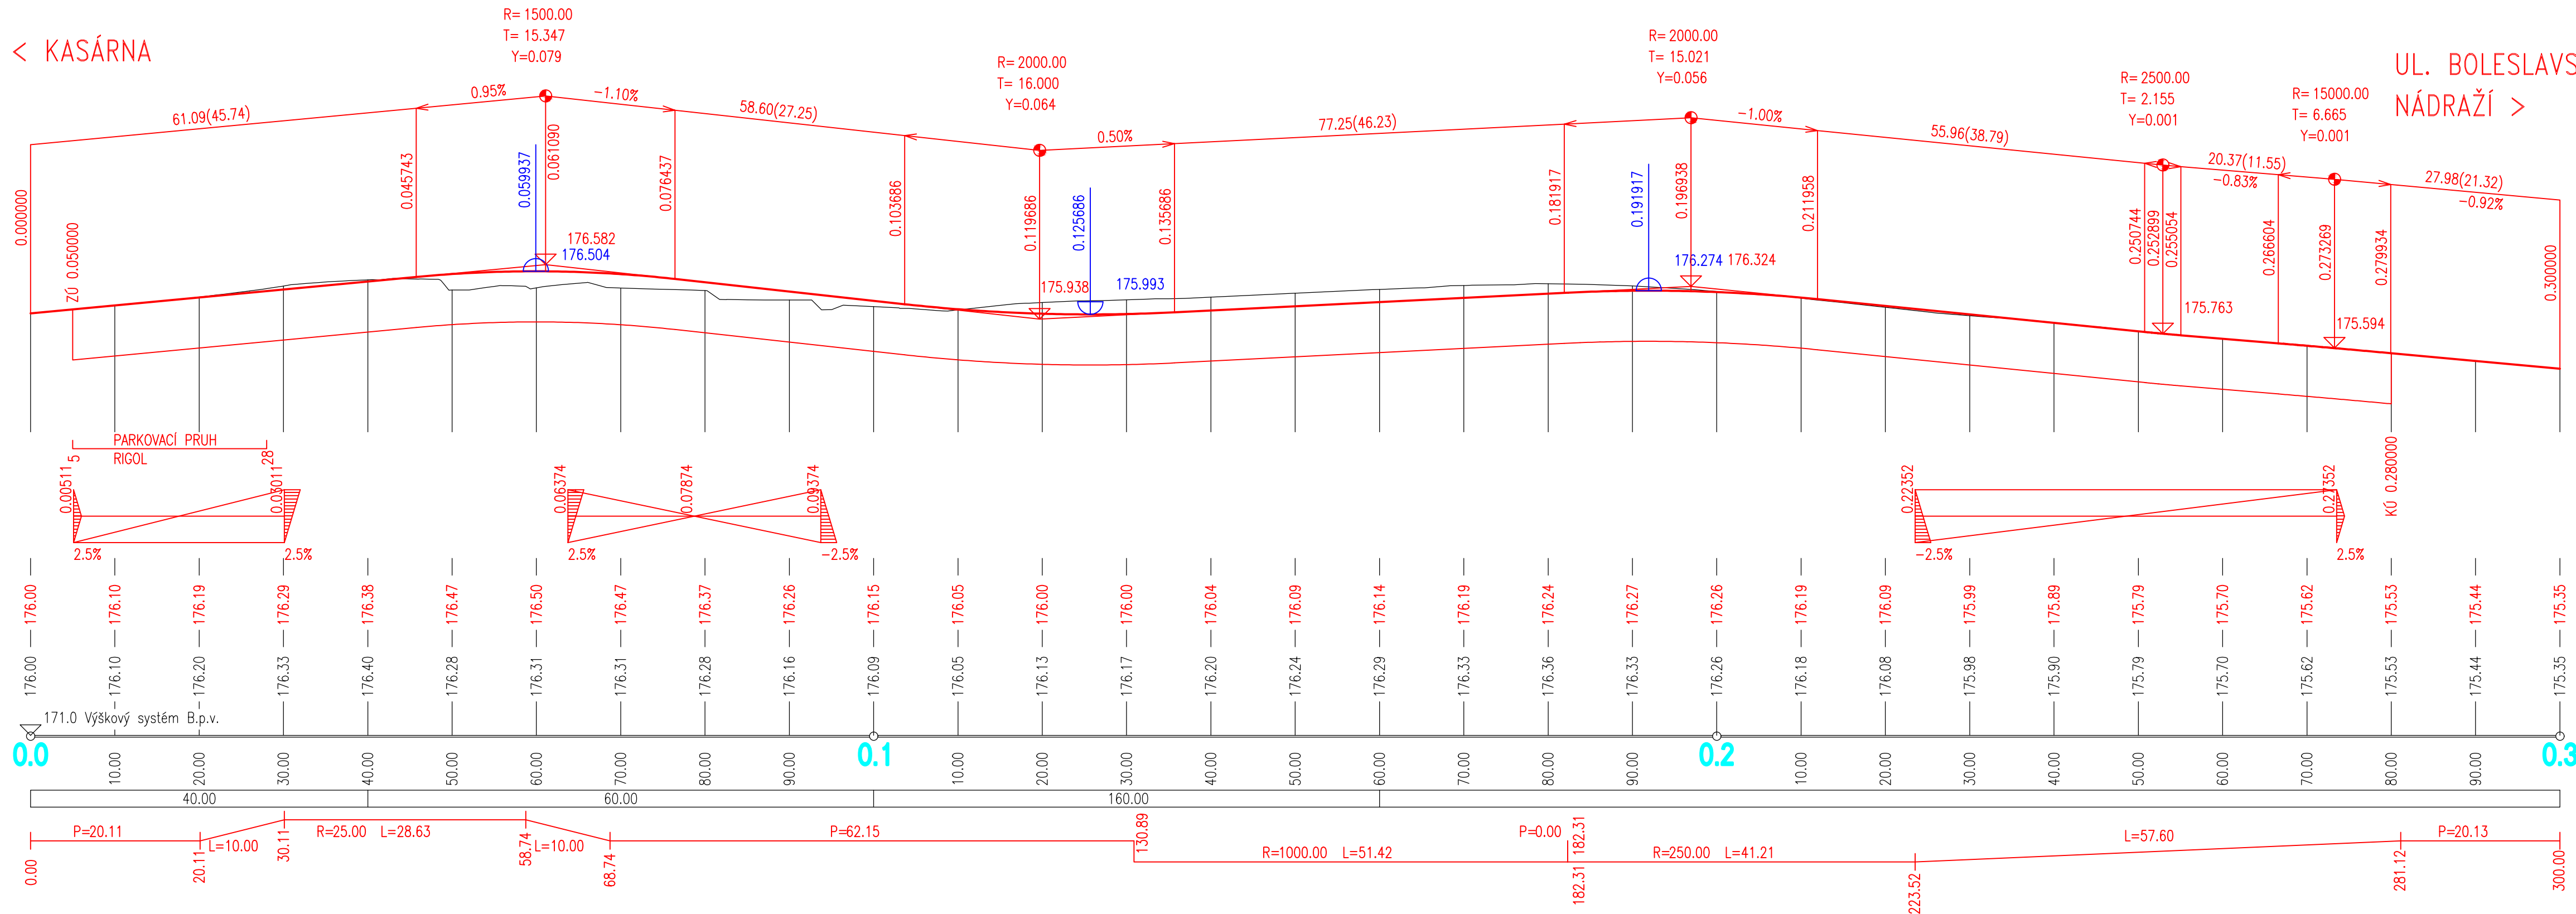 < KASÁRNA
R= 1500.00
T= 15.347
Y=0.079
R= 2000.00
T= 16.000
Y=0.064
R= 2000.00
T= 15.021
Y=0.056
R= 2500.00
T= 2.155
Y=0.001
R= 15000.00
T= 6.665
Y=0.001
UL. BOLESLAVS
NÁDRAŽÍ >
61.09(45.74)
0.95%
-1.10%
58.60(27.25)
0.50%
77.25(46.23)
-1.00%
55.96(38.79)
20.37(11.55)
-0.83%
27.98(21.32)
-0.92%
0.000000
ZÚ 0.050000
0.045743
0.059937
0.061090
0.076437
0.103686
0.119686
0.125686
0.135686
0.181917
0.191917
0.196938
0.211958
0.250744
0.252899
0.255054
0.266604
0.273269
0.279934
0.300000
176.582
176.504
175.938
175.993
176.274
176.324
175.763
175.594
PARKOVACÍ PRUH
RIGOL
5
28
0.00511
0.03011
2.5%
2.5%
0.06374
0.07874
0.09374
2.5%
-2.5%
0.22352
0.27352
-2.5%
2.5%
KÚ 0.280000
176.00 176.10 176.19 176.29 176.38 176.47 176.50 176.47 176.37 176.26 176.15 176.05 176.00 176.00 176.04 176.09 176.14 176.19 176.24 176.27 176.26 176.19 176.09 175.99 175.89 175.79 175.70 175.62 175.53 175.44 175.35
176.00 176.10 176.20 176.33 176.40 176.28 176.31 176.31 176.28 176.16 176.09 176.05 176.13 176.17 176.20 176.24 176.29 176.33 176.36 176.33 176.26 176.18 176.08 175.98 175.90 175.79 175.70 175.62 175.53 175.44 175.35
171.0 Výškový systém B.p.v.
0.0 10.00 20.00 30.00 40.00 50.00 60.00 70.00 80.00 90.00 0.1 10.00 20.00 30.00 40.00 50.00 60.00 70.00 80.00 90.00 0.2 10.00 20.00 30.00 40.00 50.00 60.00 70.00 80.00 90.00 0.3
40.00 60.00 160.00
P=20.11
L=10.00
R=25.00 L=28.63
L=10.00
P=62.15
R=1000.00 L=51.42
P=0.00
R=250.00 L=41.21
L=57.60
P=20.13
0.00
20.11
30.11
58.74
68.74
130.89
182.31 182.31
223.52
281.12
300.00